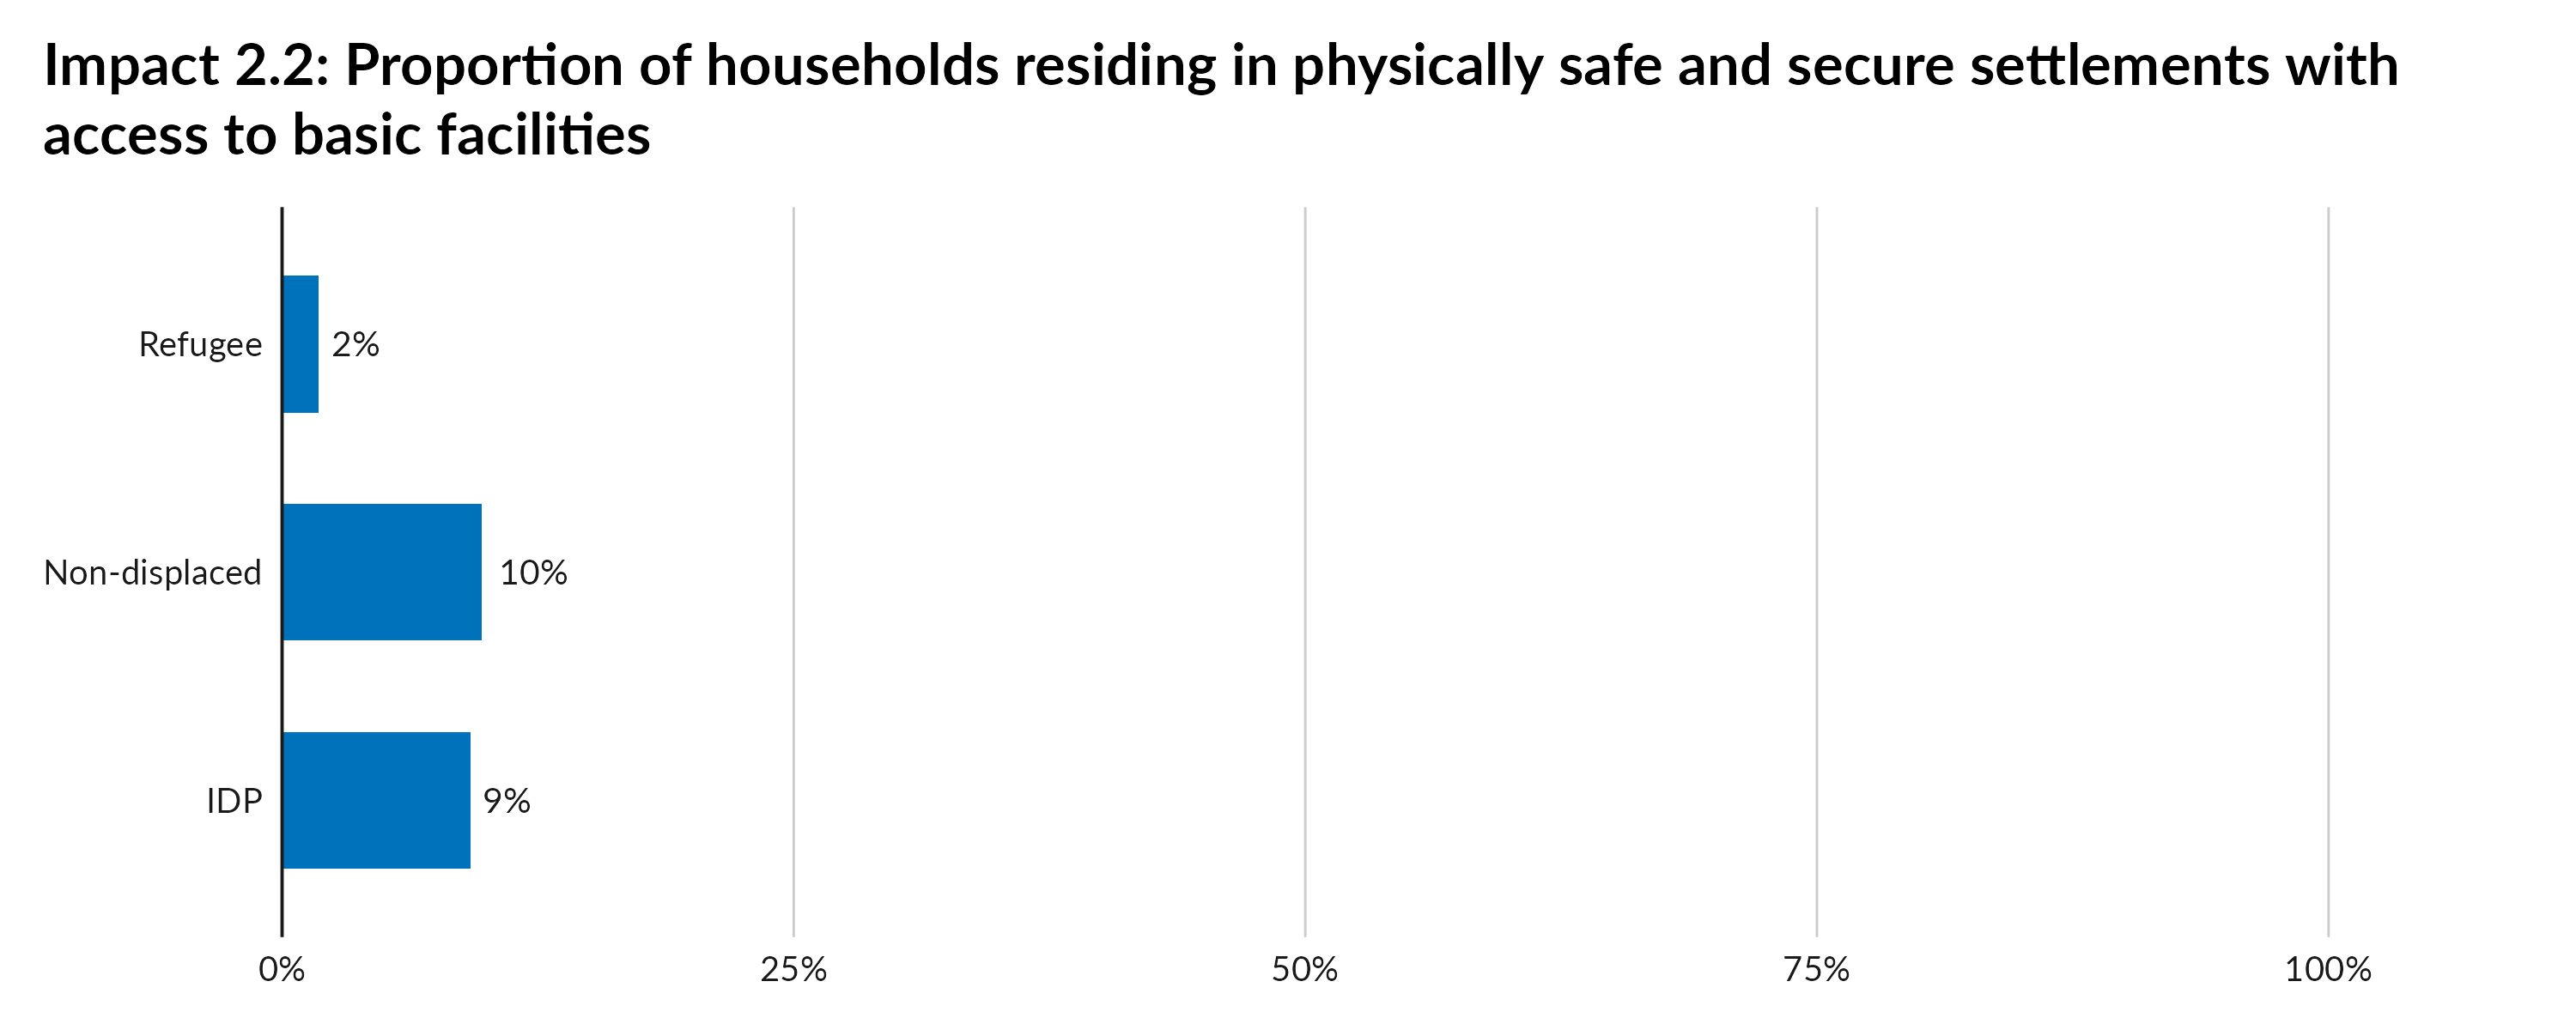 Impact 2.2: Proportion of households residing in physically safe and secure settlements with
access to basic facilities
Refugee 2%
Non-displaced 10%
IDP 9%
0% 25% 50% 75% 100%